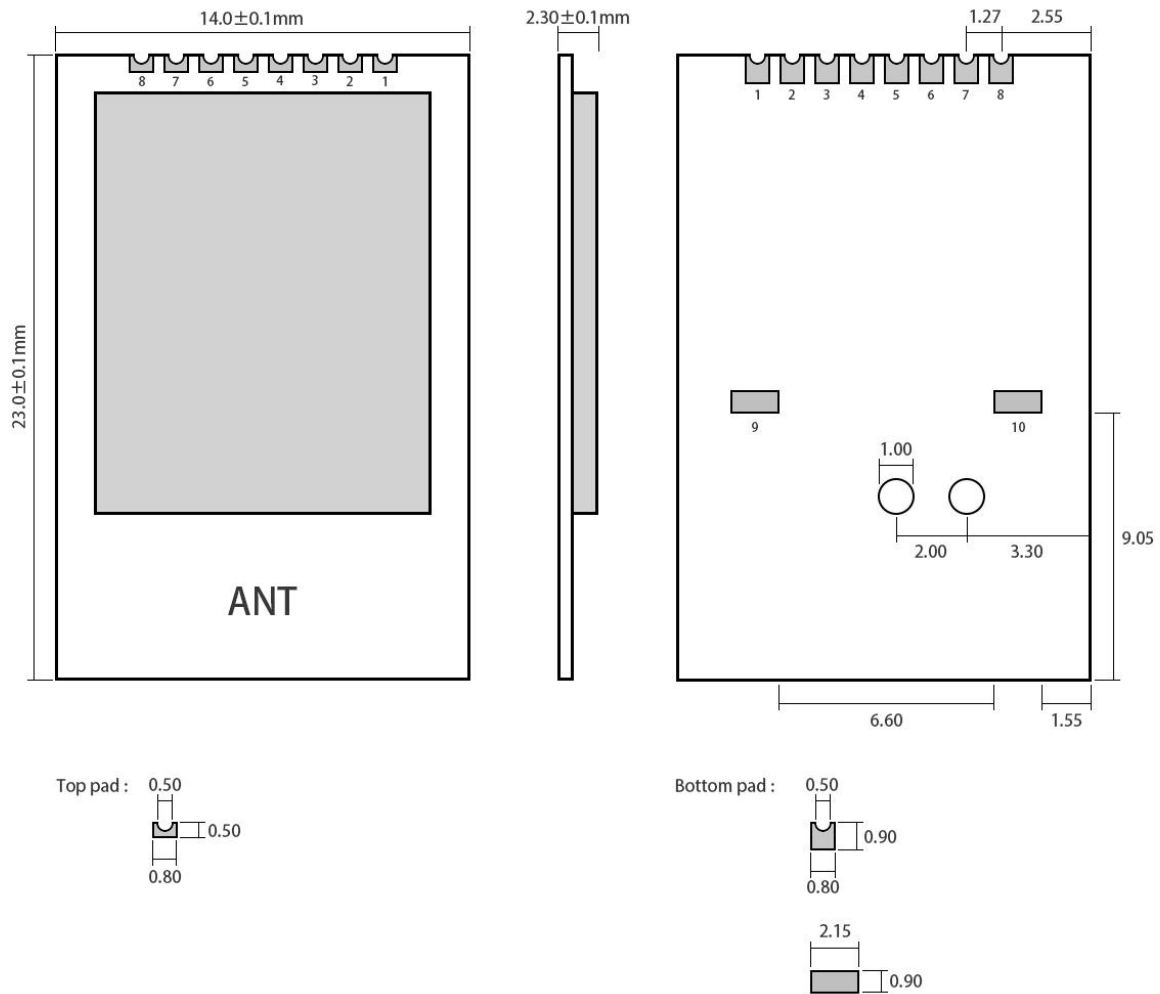 14.0±0.1mm
2.30±0.1mm
1.27 2.55
8 7 6 5 4 3 2 1
1 2 3 4 5 6 7 8
23.0±0.1mm
9 10
1.00
2.00 3.30
9.05
ANT
6.60 1.55
Top pad : 0.50
0.50
0.80
Bottom pad : 0.50
0.90
0.80
2.15
0.90